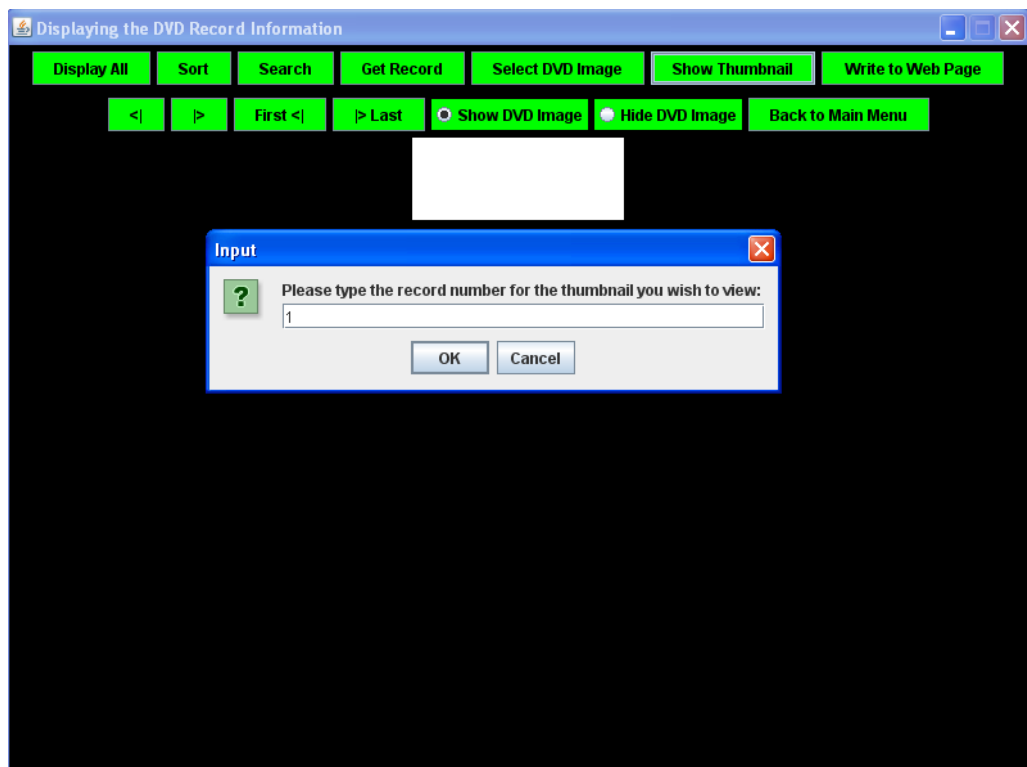 Displaying the DVD Record Information
Display All Sort Search Get Record Select DVD Image Show Thumbnail Write to Web Page
<| |> First <| |> Last Show DVD Image Hide DVD Image Back to Main Menu
Input
? Please type the record number for the thumbnail you wish to view:
1
OK Cancel